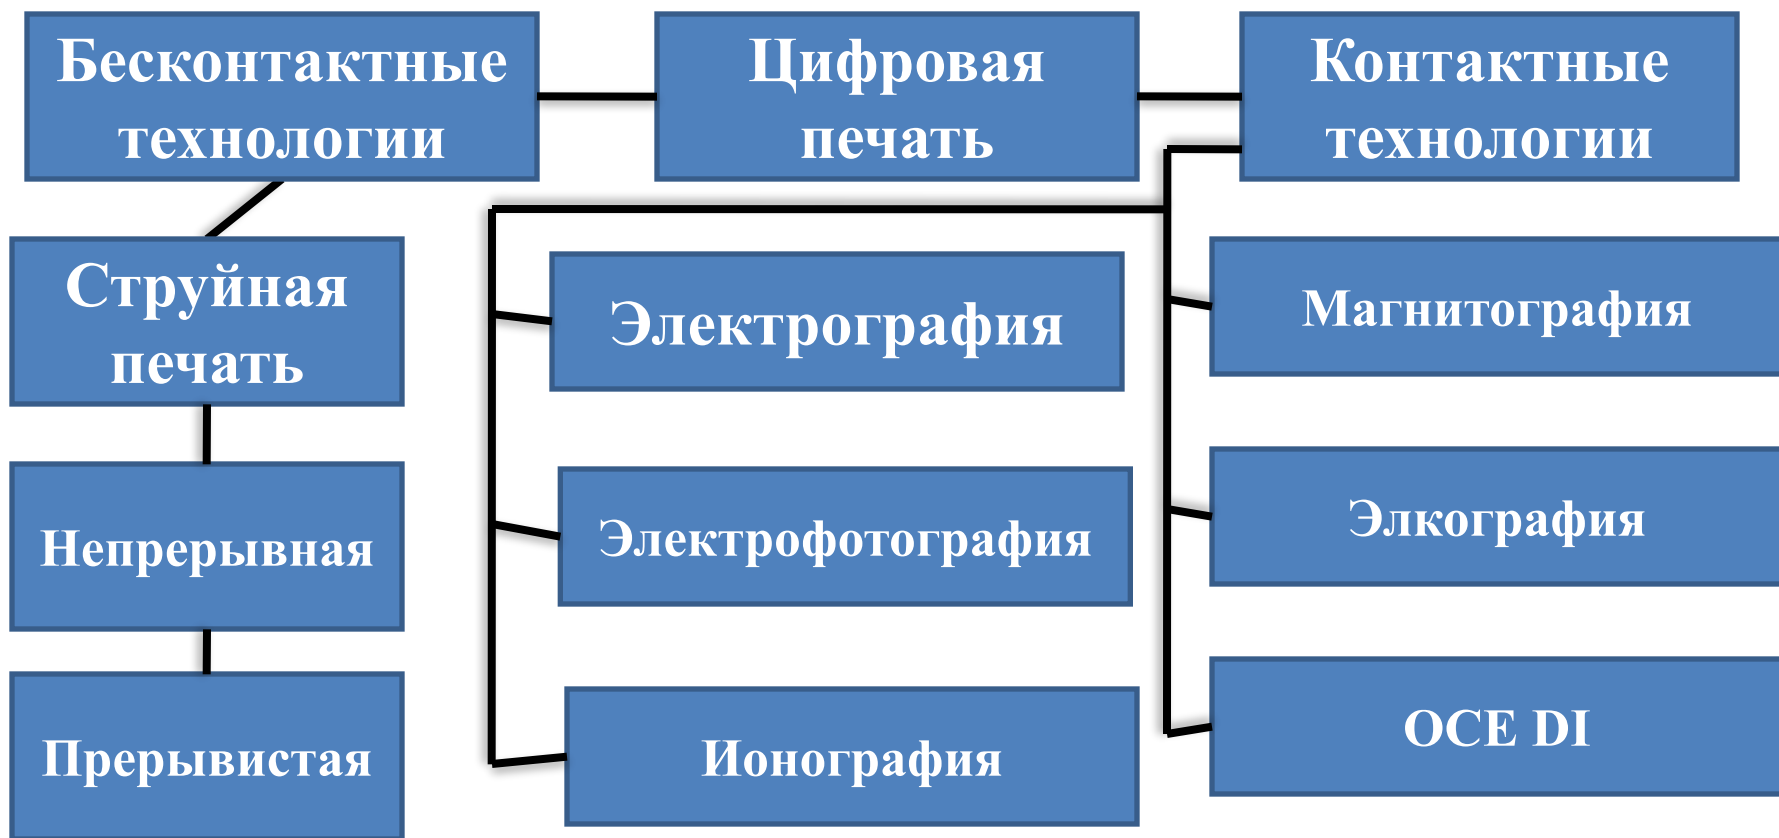 Бесконтактные
технологии
Цифровая
печать
Контактные
технологии
Струйная
печать
Непрерывная
Прерывистая
Электрография
Электрофотография
Ионография
Магнитография
Элкография
OCE DI